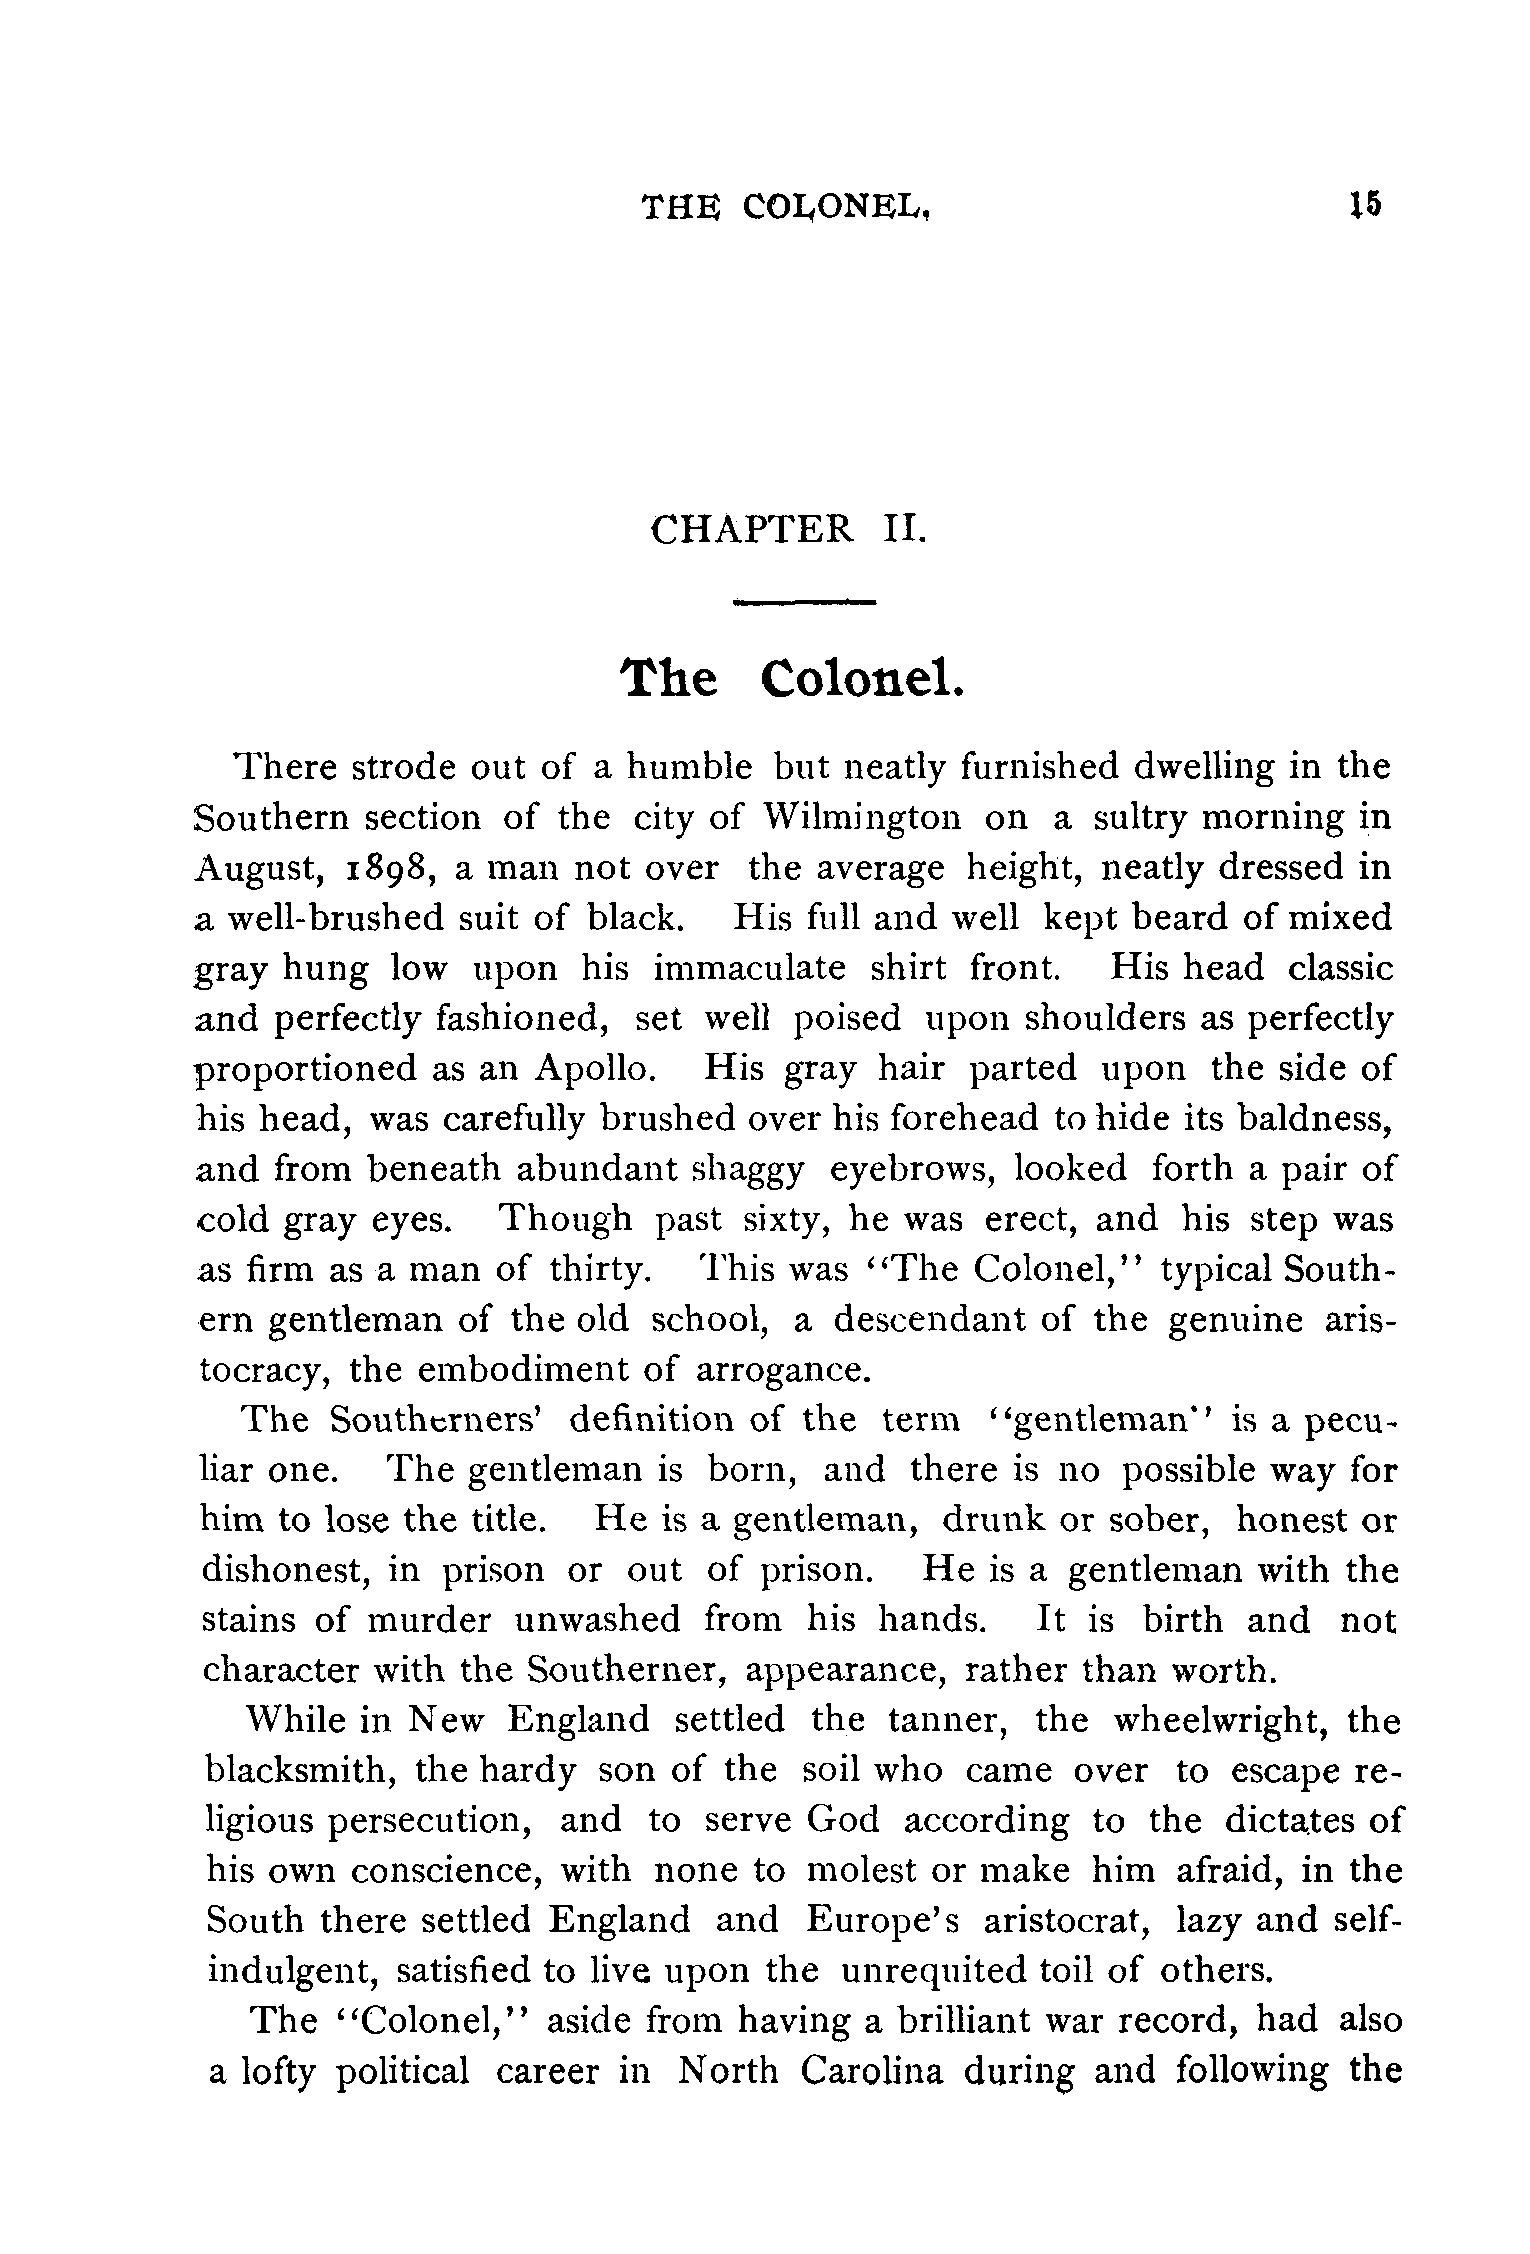 THE COLONEL, 15
CHAPTER II.
The Colonel.
There strode out of a humble but neatly furnished dwelling in the
Southern section of the city of Wilmington on a sultry morning in
August, 1898, a man not over the average height, neatly dressed in
a well-brushed suit of black. His full and well kept beard of mixed
gray hung low upon his immaculate shirt front. His head classic
and perfectly fashioned, set well poised upon shoulders as perfectly
proportioned as an Apollo. His gray hair parted upon the side of
his head, was carefully brushed over his forehead to hide its baldness,
and from beneath abundant shaggy eyebrows, looked forth a pair of
cold gray eyes. Though past sixty, he was erect, and his step was
as firm as a man of thirty. This was “The Colonel,” typical South-
ern gentleman of the old school, a descendant of the genuine aris-
tocracy, the embodiment of arrogance.
The Southerners’ definition of the term “gentleman” is a pecu-
liar one. The gentleman is born, and there is no possible way for
him to lose the title. He is a gentleman, drunk or sober, honest or
dishonest, in prison or out of prison. He is a gentleman with the
stains of murder unwashed from his hands. It is birth and not
character with the Southerner, appearance, rather than worth.
While in New England settled the tanner, the wheelwright, the
blacksmith, the hardy son of the soil who came over to escape re-
ligious persecution, and to serve God according to the dictates of
his own conscience, with none to molest or make him afraid, in the
South there settled England and Europe’s aristocrat, lazy and self-
indulgent, satisfied to live upon the unrequited toil of others.
The “Colonel,” aside from having a brilliant war record, had also
a lofty political career in North Carolina during and following the